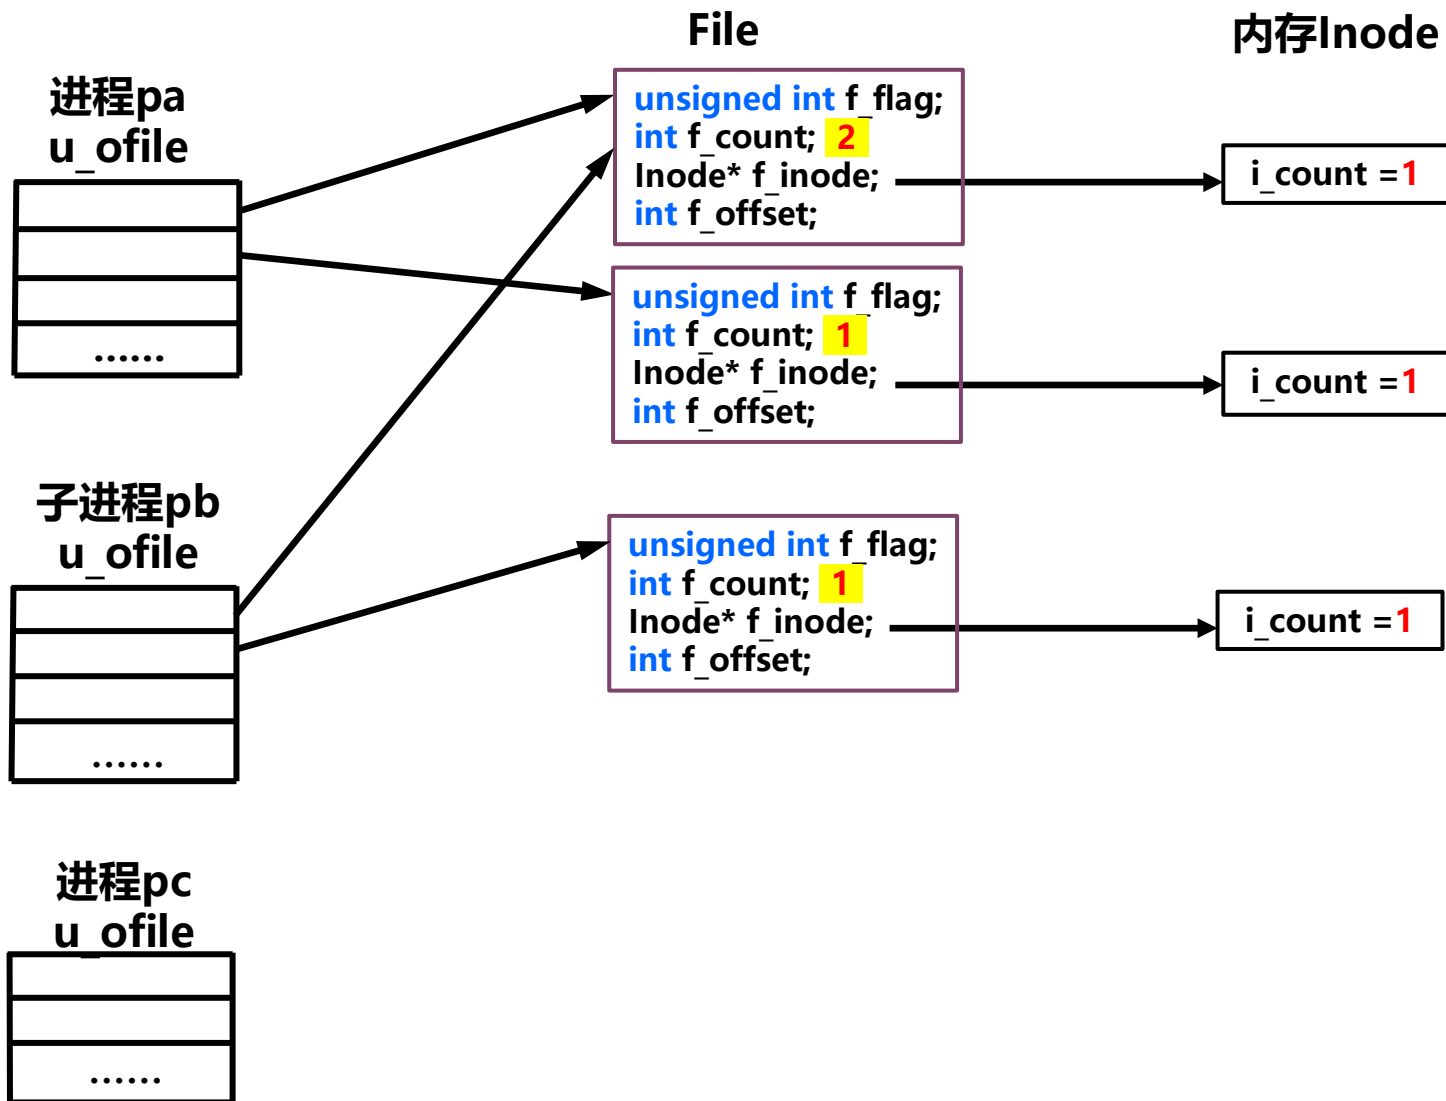 File
内存Inode
进程pa
u_ofile
......
unsigned int f_flag;
int f_count; 2
Inode* f_inode;
int f_offset;
i_count =1
unsigned int f_flag;
int f_count; 1
Inode* f_inode;
int f_offset;
i_count =1
子进程pb
u_ofile
......
unsigned int f_flag;
int f_count; 1
Inode* f_inode;
int f_offset;
i_count =1
进程pc
u_ofile
......